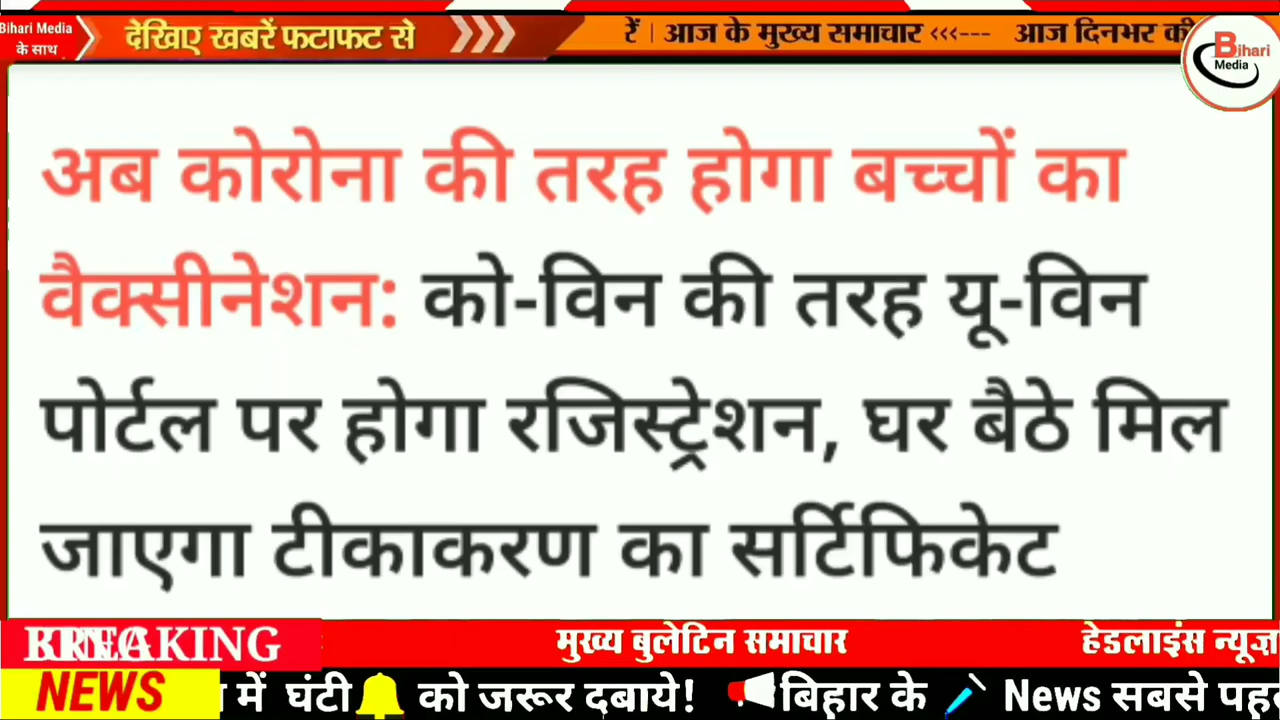 Bihari Media
के साथ
देखिए खबरें फटाफट से
रें | आज के मुख्य समाचार ‹‹‹--- आज दिनभर की
Bihari
Media
अब कोरोना की तरह होगा बच्चों का
वैक्सीनेशन: को-विन की तरह यू-विन
पोर्टल पर होगा रजिस्ट्रेशन, घर बैठे मिल
जाएगा टीकाकरण का सर्टिफिकेट
BREAKING
मुख्य बुलेटिन समाचार हेडलाइंस न्यूज़
NEWS
में घंटी को जरूर दबाये! बिहार के News सबसे